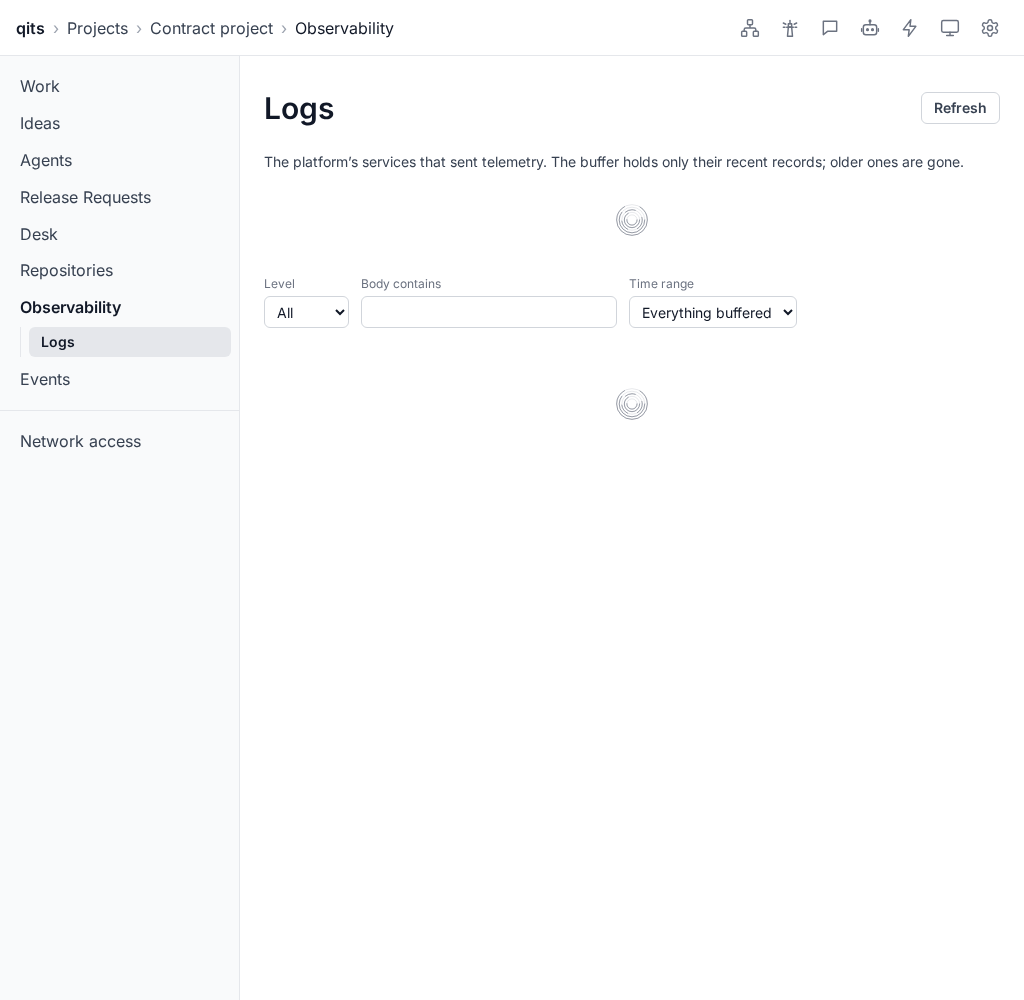 qits › Projects › Contract project › Observability
Work
Ideas
Agents
Release Requests
Desk
Repositories
Observability
Logs
Events
Network access
Logs
Refresh
The platform’s services that sent telemetry. The buffer holds only their recent records; older ones are gone.
Level
Body contains
Time range
All
Everything buffered